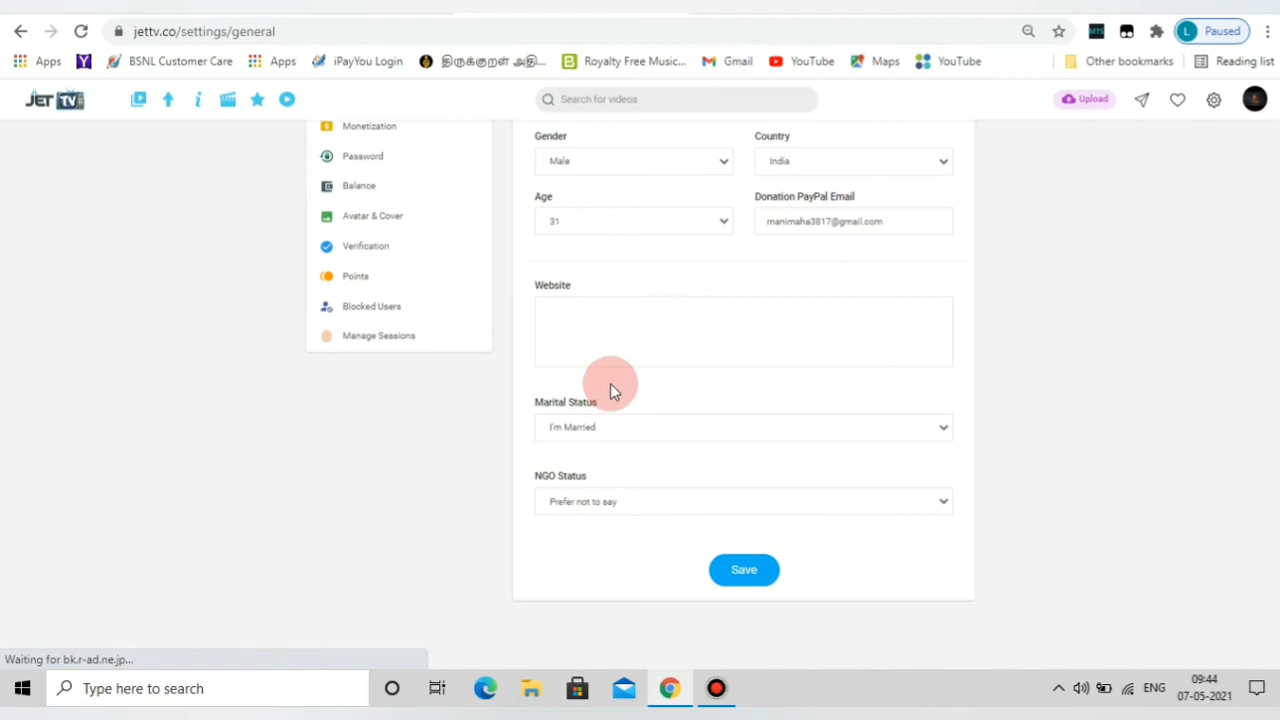 jettv.co/settings/general
L Paused
Apps BSNL Customer Care Apps iPayYou Login திருக்குறள் அதி... Royalty Free Music... Gmail YouTube Maps YouTube Other bookmarks Reading list
JET TV Search for videos Upload
Monetization
Password
Balance
Avatar & Cover
Verification
Points
Blocked Users
Manage Sessions
Gender Country
Male India
Age Donation PayPal Email
31 manimaha3817@gmail.com
Website
Marital Status
I'm Married
NGO Status
Prefer not to say
Save
Waiting for bk.r-ad.ne.jp...
Type here to search
ENG
09:44
07-05-2021